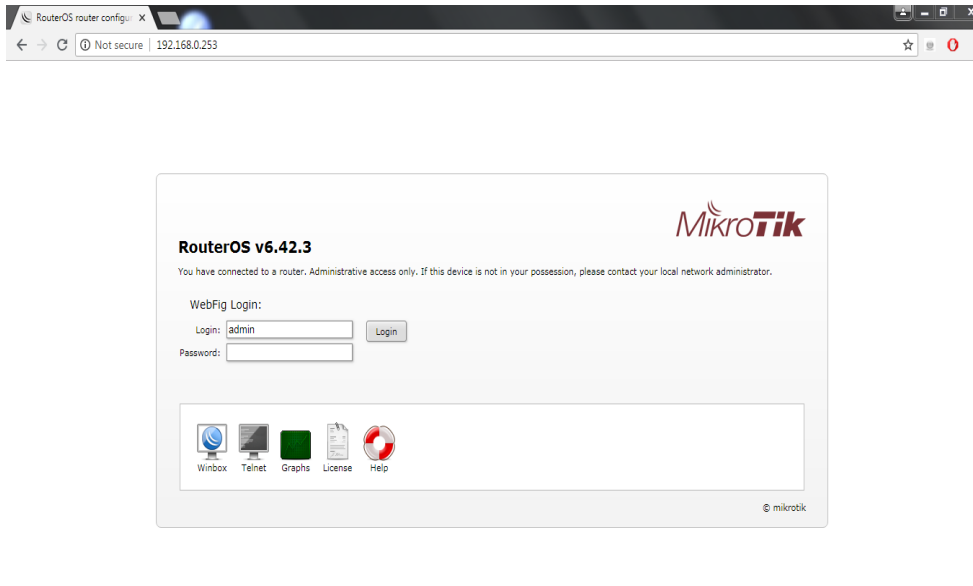 RouterOS router configu
Not secure 192.168.0.253
MikroTik
RouterOS v6.42.3
You have connected to a router. Administrative access only. If this device is not in your possession, please contact your local network administrator.
WebFig Login:
Login: admin Login
Password:
Winbox Telnet Graphs License Help
© mikrotik